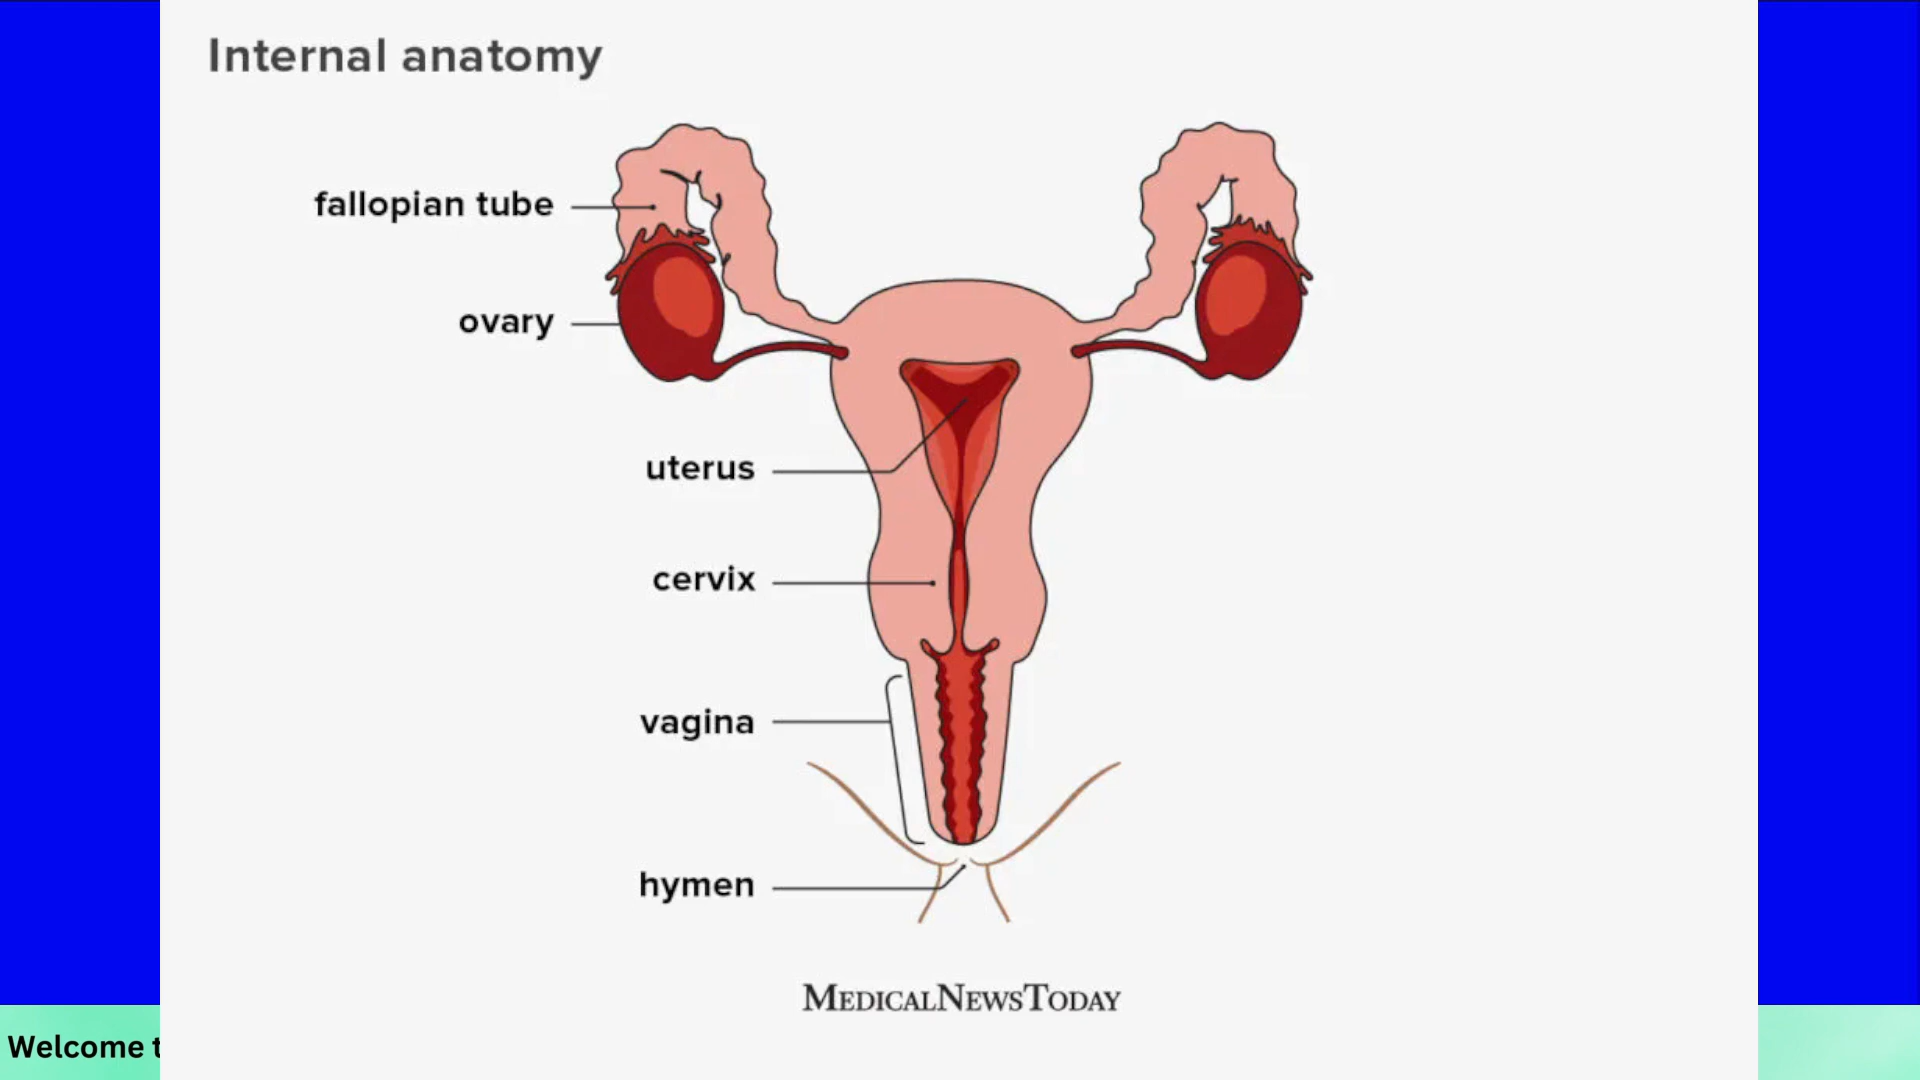 Internal anatomy
fallopian tube
ovary
uterus
cervix
vagina
hymen
MEDICALNEWSTODAY
Welcome